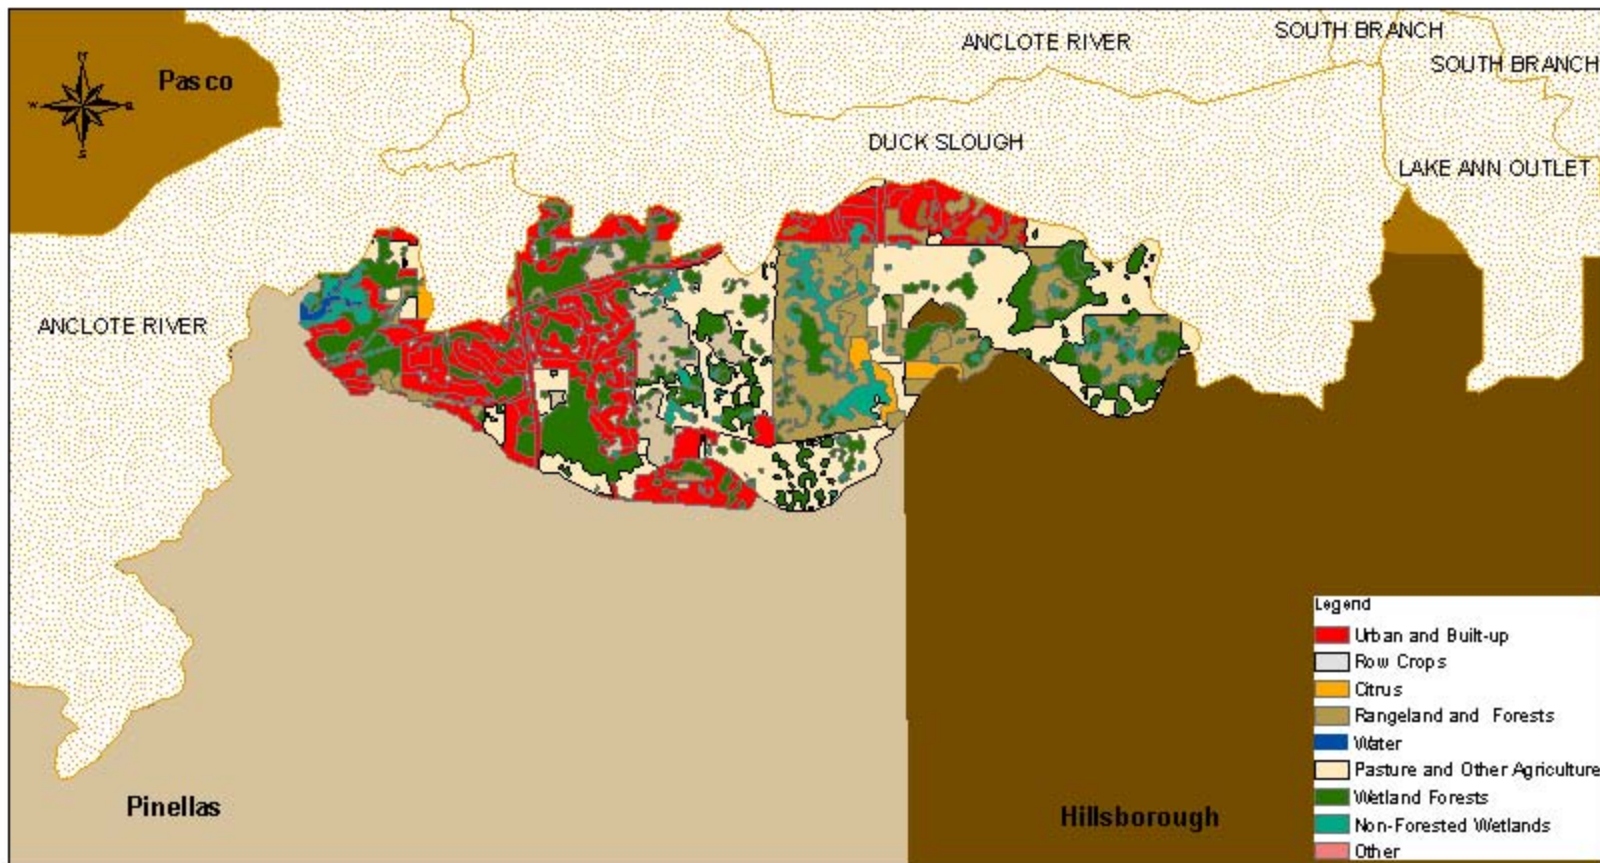 SOUTH BRANCH
ANCLOTE RIVER
SOUTH BRANCH
Pasco
N
W
E
S
DUCK SLOUGH
LAKE ANN OUTLET
ANCLOTE RIVER
Legend
Urban and Built-up
Row Crops
Citrus
Rangeland and Forests
Water
Pasture and Other Agriculture
Wetland Forests
Non-Forested Wetlands
Other
Pinellas
Hillsborough